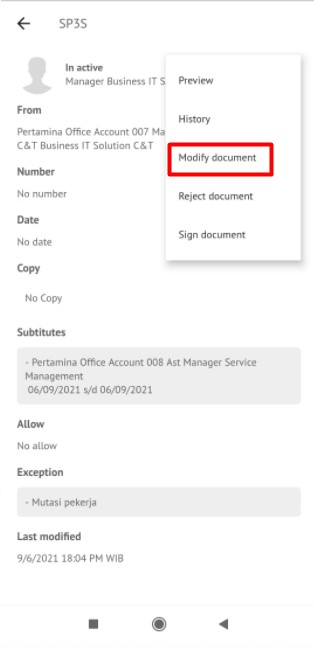 SP3S
In active
Manager Business IT S
Preview
History
Modify document
Reject document
Sign document
From
Pertamina Office Account 007 Ma
C&T Business IT Solution C&T
Number
No number
Date
No date
Copy
No Copy
Subtitutes
- Pertamina Office Account 008 Ast Manager Service
Management
06/09/2021 s/d 06/09/2021
Allow
No allow
Exception
- Mutasi pekerja
Last modified
9/6/2021 18:04 PM WIB